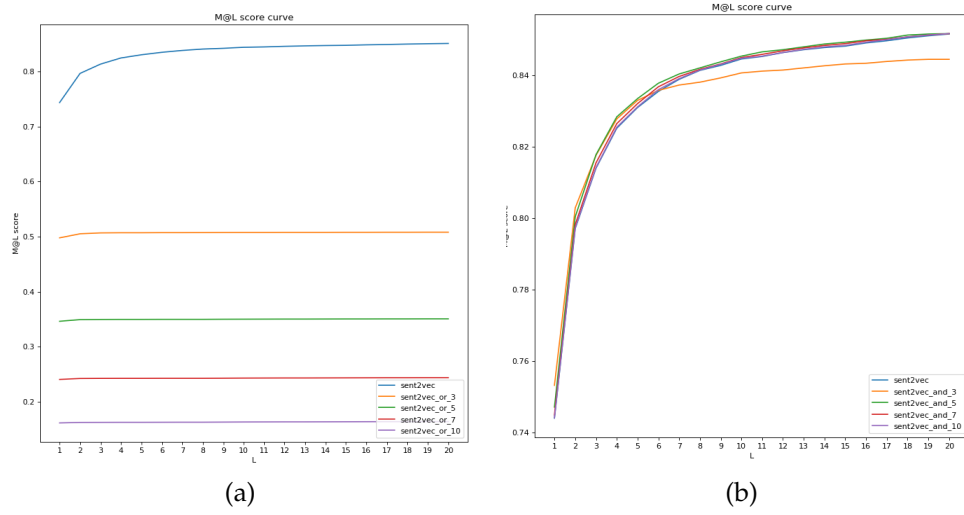 M@L score curve
0.8
0.7
0.6
0.5
0.4
0.3
0.2
M@L score
1 2 3 4 5 6 7 8 9 10 11 12 13 14 15 16 17 18 19 20
L
sent2vec
sent2vec_or_3
sent2vec_or_5
sent2vec_or_7
sent2vec_or_10
(a)
M@L score curve
0.84
0.82
0.80
0.78
0.76
0.74
M@L score
1 2 3 4 5 6 7 8 9 10 11 12 13 14 15 16 17 18 19 20
L
sent2vec
sent2vec_and_3
sent2vec_and_5
sent2vec_and_7
sent2vec_and_10
(b)